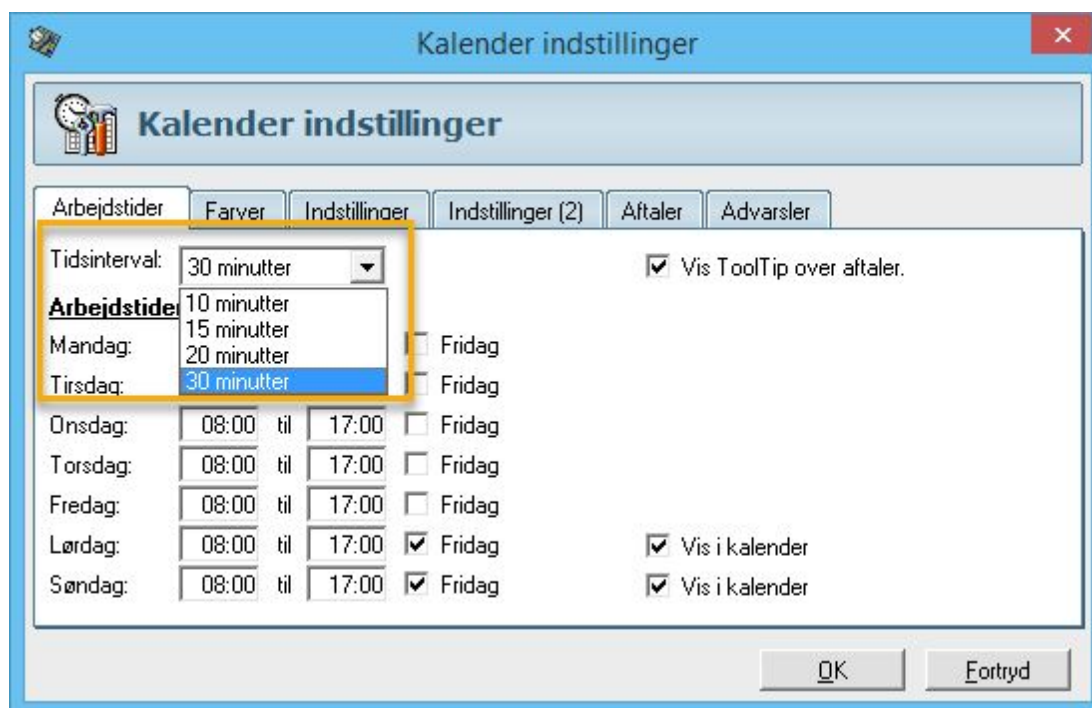 Kalender indstillinger
Kalender indstillinger
Arbejdstider Farver Indstillinger Indstillinger (2) Aftaler Advarsler
Tidsinterval: 30 minutter Vis ToolTip over aftaler.
10 minutter
15 minutter
20 minutter
30 minutter
Arbejdstider
Mandag: Fridag
Tirsdag: Fridag
Onsdag: 08:00 til 17:00 Fridag
Torsdag: 08:00 til 17:00 Fridag
Fredag: 08:00 til 17:00 Fridag
Lørdag: 08:00 til 17:00 Fridag Vis i kalender
Søndag: 08:00 til 17:00 Fridag Vis i kalender
OK Fortryd